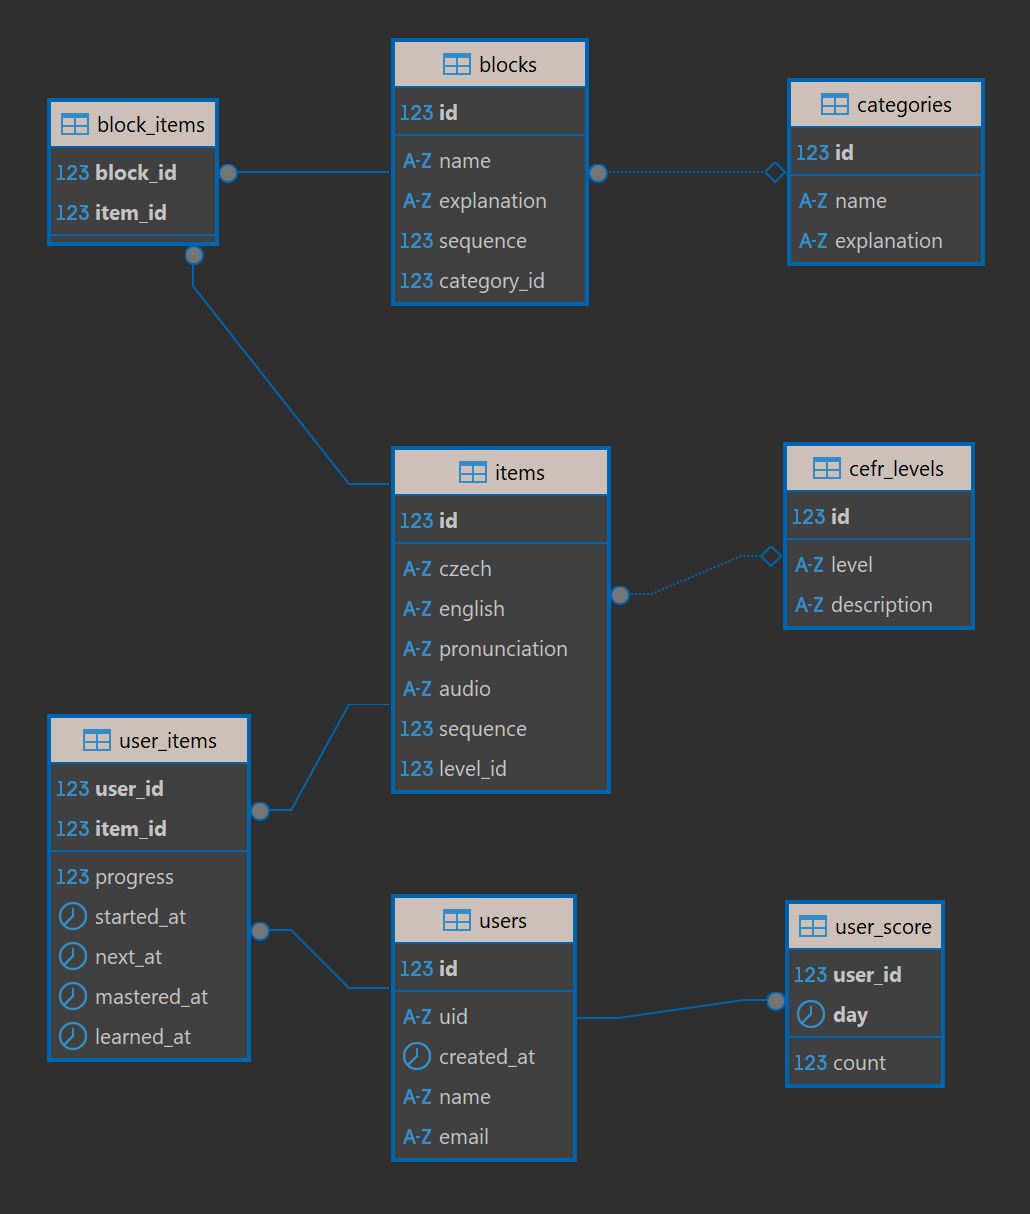 blocks
123 id
A-Z name
A-Z explanation
123 sequence
123 category_id
categories
123 id
A-Z name
A-Z explanation
block_items
123 block_id
123 item_id
items
123 id
A-Z czech
A-Z english
A-Z pronunciation
A-Z audio
123 sequence
123 level_id
cefr_levels
123 id
A-Z level
A-Z description
user_items
123 user_id
123 item_id
123 progress
started_at
next_at
mastered_at
learned_at
users
123 id
A-Z uid
created_at
A-Z name
A-Z email
user_score
123 user_id
day
123 count